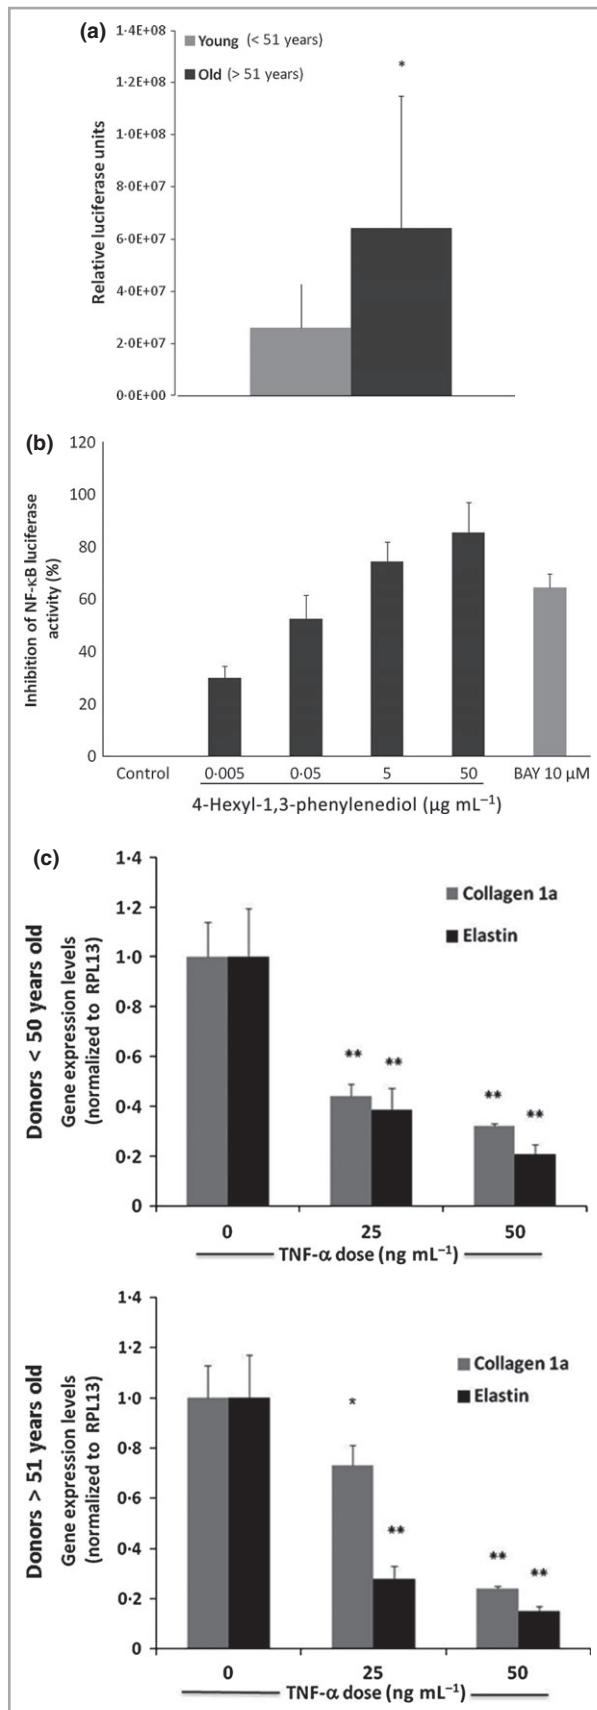 (a)
1·4E+08
1·2E+08
1·0E+08
8·0E+07
6·0E+07
4·0E+07
2·0E+07
0·0E+00
Relative luciferase units
Young (< 51 years)
Old (> 51 years)
*
(b)
120
100
80
60
40
20
0
Inhibition of NF-κB luciferase
activity (%)
Control 0·005 0·05 5 50 BAY 10 μM
4-Hexyl-1,3-phenylenediol (μg mL⁻¹)
(c)
1·4
1·2
1·0
0·8
0·6
0·4
0·2
0
Donors < 50 years old
Gene expression levels
(normalized to RPL13)
Collagen 1a
Elastin
** ** ** **
0 25 50
TNF-α dose (ng mL⁻¹)
1·4
1·2
1·0
0·8
0·6
0·4
0·2
0
Donors > 51 years old
Gene expression levels
(normalized to RPL13)
Collagen 1a
Elastin
* ** ** **
0 25 50
TNF-α dose (ng mL⁻¹)